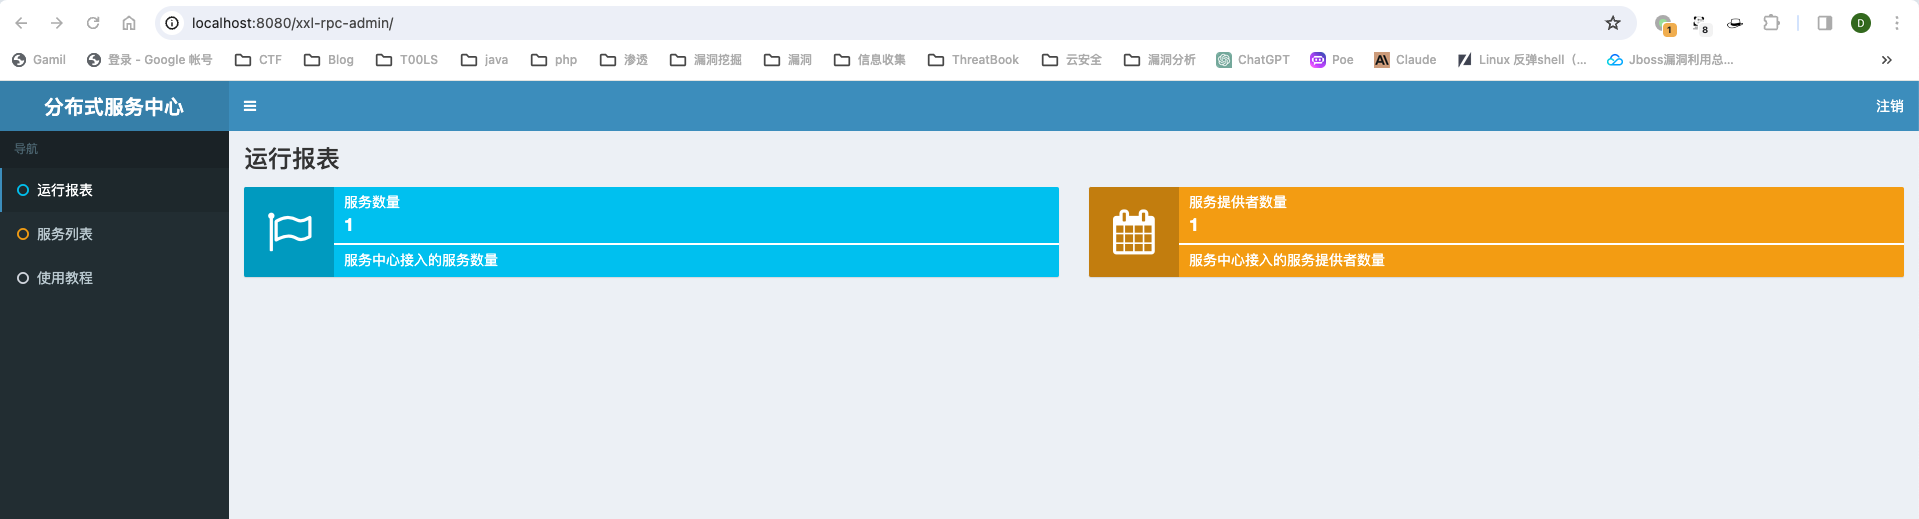 localhost:8080/xxl-rpc-admin/
1
8
D
Gamil 登录 - Google 帐号 CTF Blog T00LS java php 渗透 漏洞挖掘 漏洞 信息收集 ThreatBook 云安全 漏洞分析 ChatGPT Poe Claude Linux 反弹shell（... Jboss漏洞利用总... »
分布式服务中心
注销
导航
运行报表
服务列表
使用教程
运行报表
服务数量
1
服务中心接入的服务数量
服务提供者数量
1
服务中心接入的服务提供者数量